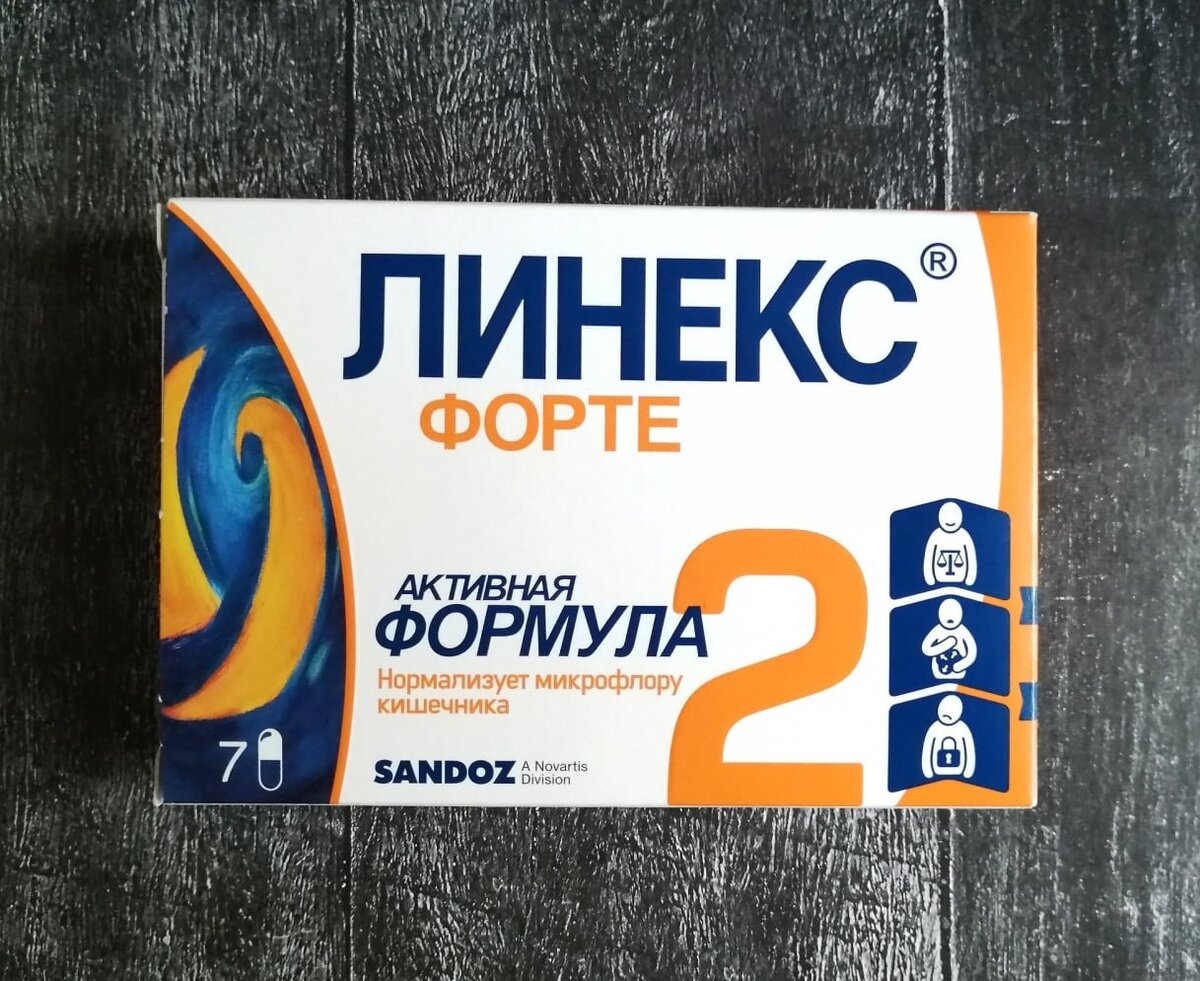 ЛИНЕКС®
ФОРТЕ
АКТИВНАЯ
ФОРМУЛА 2
Нормализует микрофлору
кишечника
7
SANDOZ A Novartis
Division